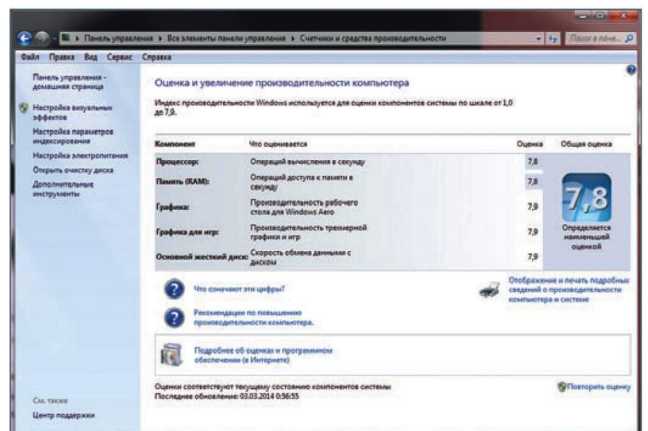 Панель управления ▸ Все элементы панели управления ▸ Счетчики и средства производительности
Поиск в пане...
Файл Правка Вид Сервис Справка
Панель управления -
домашняя страница
Настройка визуальных
эффектов
Настройка параметров
индексирования
Настройка электропитания
Открыть очистку диска
Дополнительные
инструменты
См. также
Центр поддержки
Оценка и увеличение производительности компьютера
Индекс производительности Windows используется для оценки компонентов системы по шкале от 1,0
до 7,9.
Компонент Что оценивается Оценка Общая оценка
Процессор: Операций вычисления в секунду 7,8
Память (RAM): Операций доступа к памяти в
секунду 7,8
Графика: Производительность рабочего
стола для Windows Aero 7,9
Графика для игр: Производительность трехмерной
графики и игр 7,9
Основной жесткий диск: Скорость обмена данными с
диском 7,9
7,8
Определяется
наименьшей
оценкой
Что означают эти цифры?
Рекомендации по повышению
производительности компьютера.
Отображение и печать подробных
сведений о производительности
компьютера и системе
Подробнее об оценках и программном
обеспечении (в Интернете)
Оценки соответствуют текущему состоянию компонентов системы
Последнее обновление: 03.03.2014 0:56:55
Повторить оценку